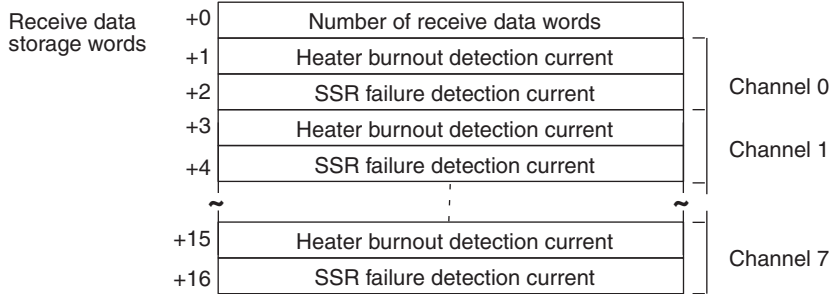 Receive data
storage words
+0 Number of receive data words
+1 Heater burnout detection current
+2 SSR failure detection current
Channel 0
+3 Heater burnout detection current
+4 SSR failure detection current
Channel 1
+15 Heater burnout detection current
+16 SSR failure detection current
Channel 7